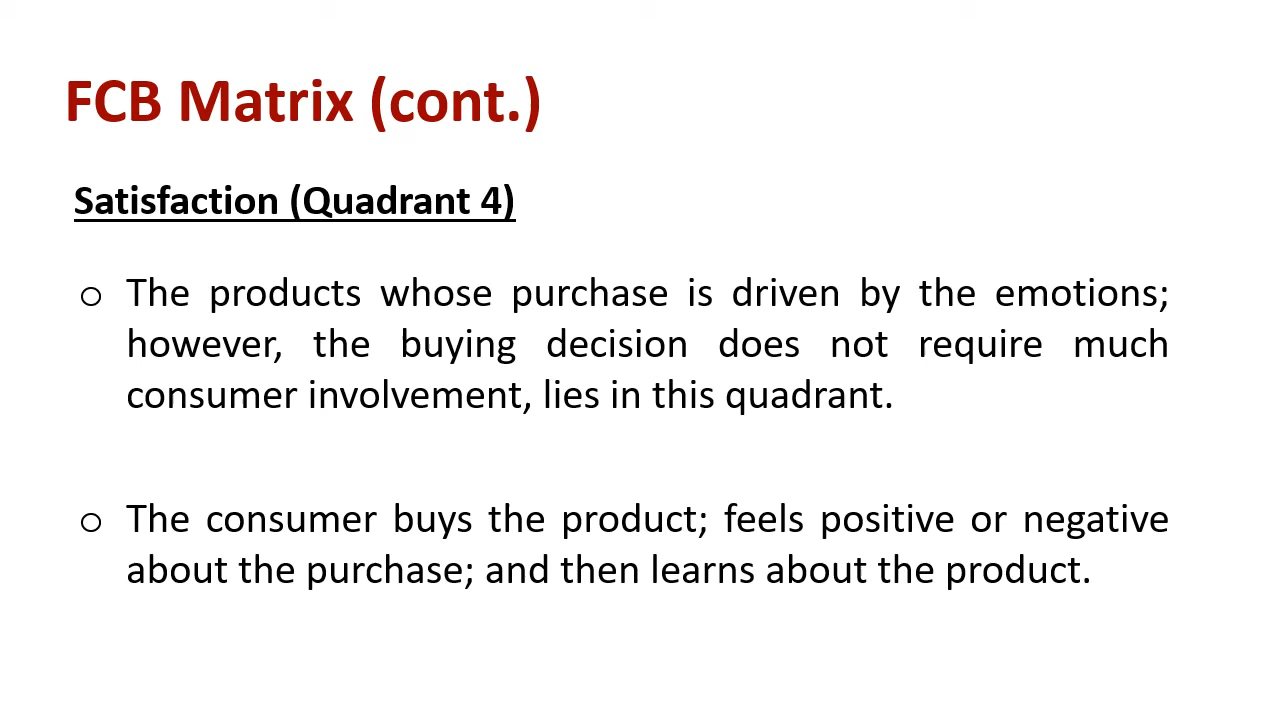 FCB Matrix (cont.)
Satisfaction (Quadrant 4)
o The products whose purchase is driven by the emotions;
however, the buying decision does not require much
consumer involvement, lies in this quadrant.
o The consumer buys the product; feels positive or negative
about the purchase; and then learns about the product.